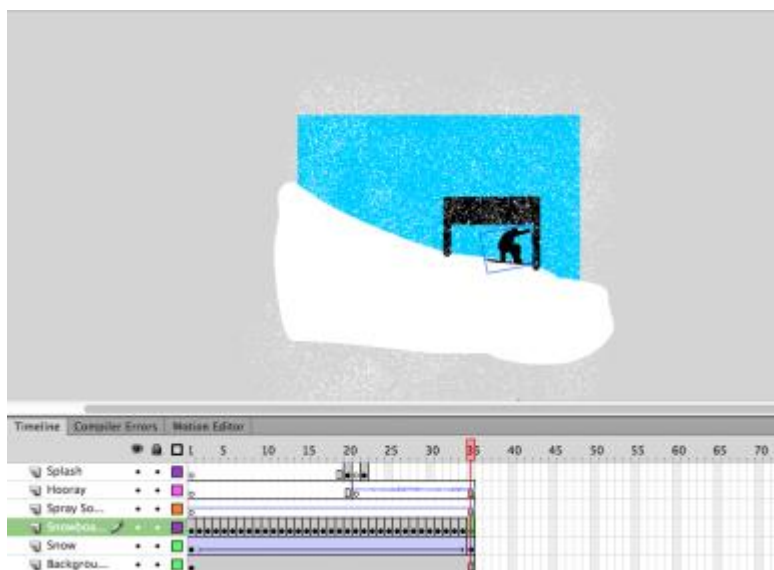 Timeline Compiler Errors Motion Editor
1 5 10 15 20 25 30 35 40 45 50 55 60 65 70
Splash
Hooray
Spray So...
Snowboa...
Snow
Backgrou...